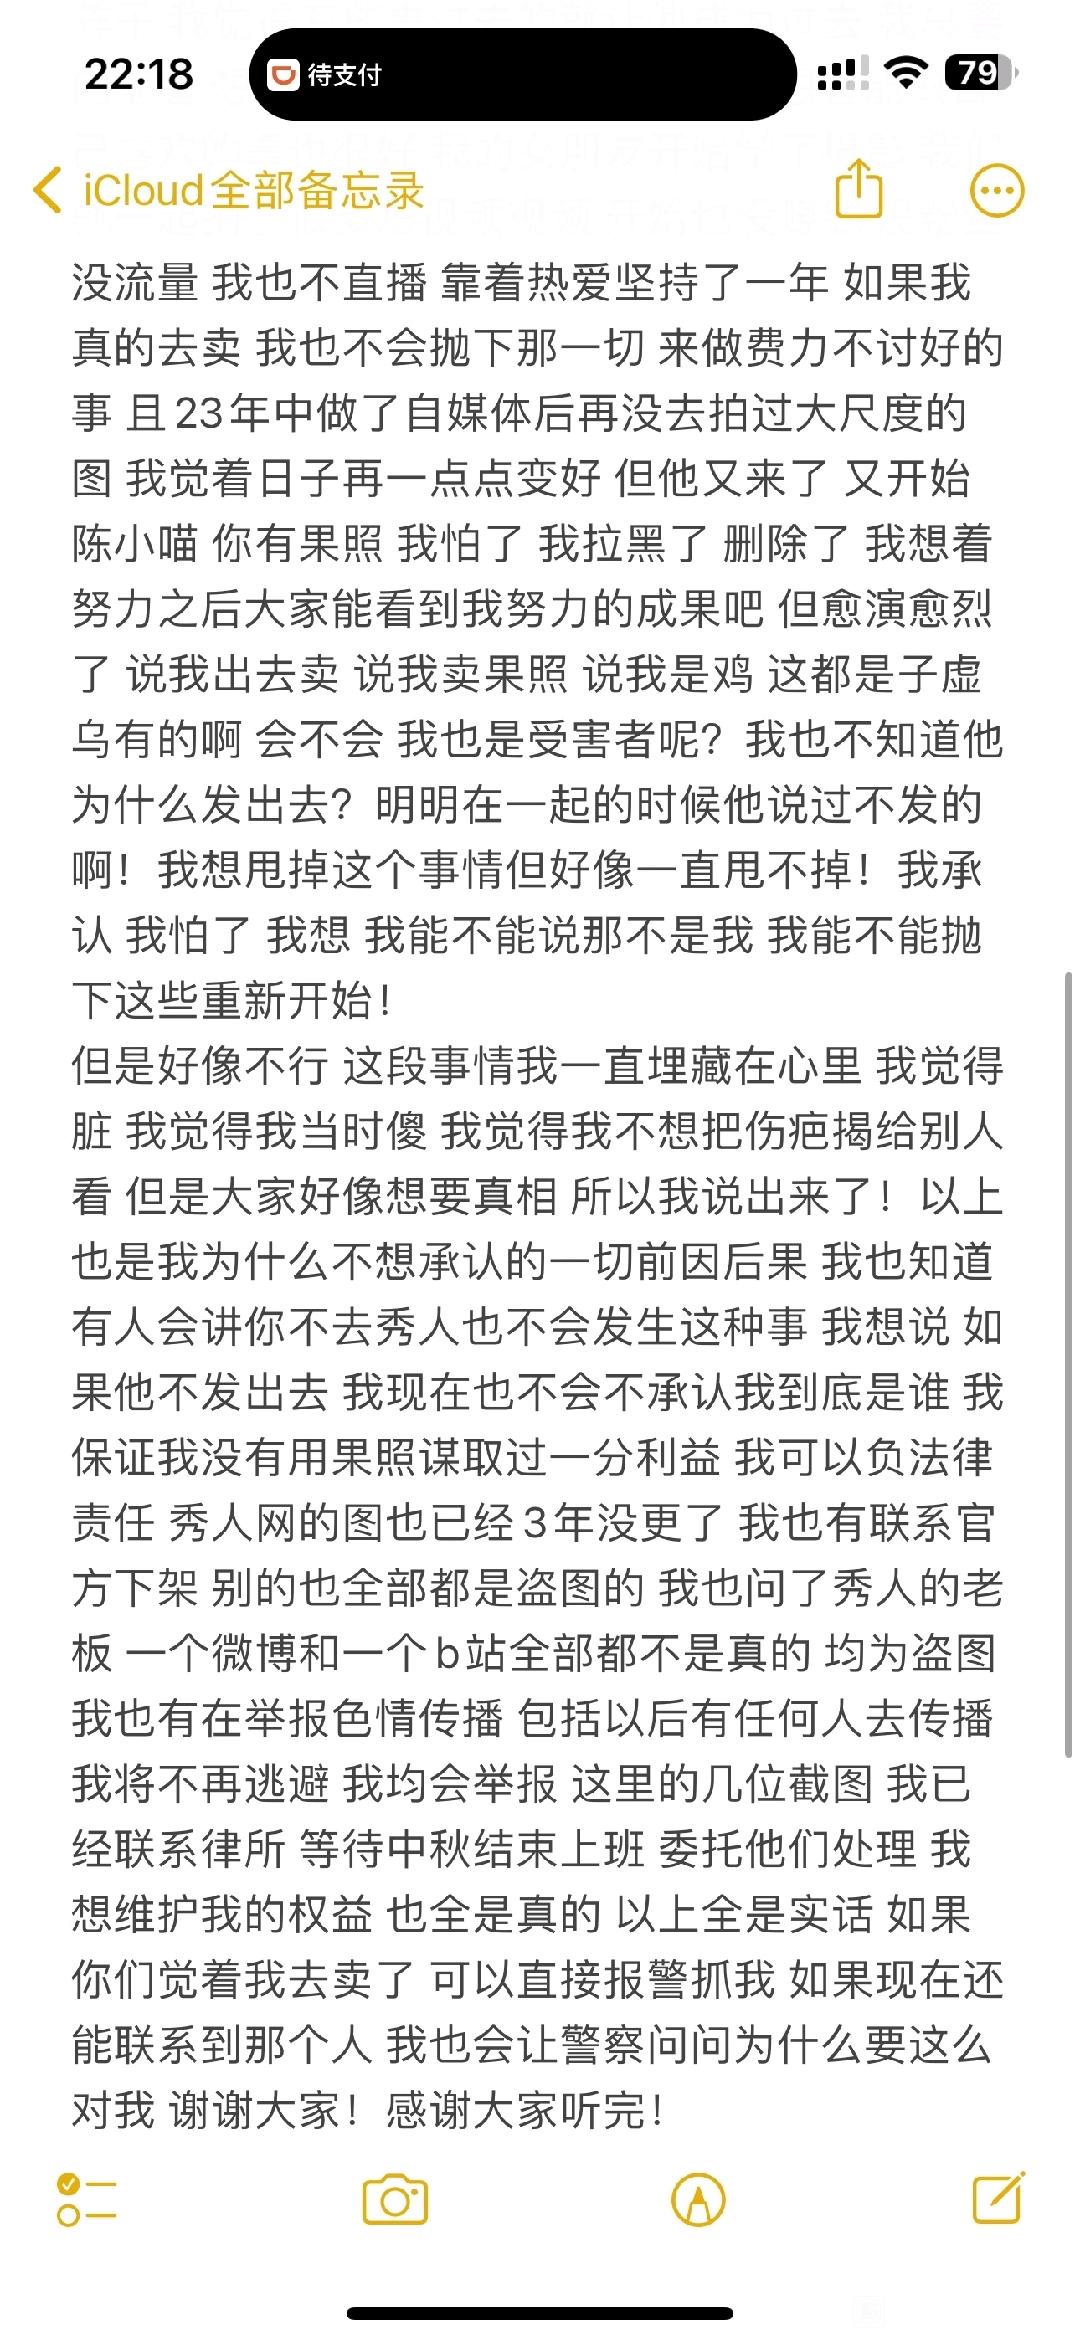 22:18
待支付
79
iCloud全部备忘录
没流量 我也不直播 靠着热爱坚持了一年 如果我
真的去卖 我也不会抛下那一切 来做费力不讨好的
事 且23年中做了自媒体后再没去拍过大尺度的
图 我觉着日子再一点点变好 但他又来了 又开始
陈小喵 你有果照 我怕了 我拉黑了 删除了 我想着
努力之后大家能看到我努力的成果吧 但愈演愈烈
了 说我出去卖 说我卖果照 说我是鸡 这都是子虚
乌有的啊 会不会 我也是受害者呢？我也不知道他
为什么发出去？明明在一起的时候他说过不发的
啊！我想甩掉这个事情但好像一直甩不掉！我承
认 我怕了 我想 我能不能说那不是我 我能不能抛
下这些重新开始！
但是好像不行 这段事情我一直埋藏在心里 我觉得
脏 我觉得我当时傻 我觉得我不想把伤疤揭给别人
看 但是大家好像想要真相 所以我说出来了！以上
也是我为什么不想承认的一切前因后果 我也知道
有人会讲你不去秀人也不会发生这种事 我想说 如
果他不发出去 我现在也不会不承认我到底是谁 我
保证我没有用果照谋取过一分利益 我可以负法律
责任 秀人网的图也已经3年没更了 我也有联系官
方下架 别的也全部都是盗图的 我也问了秀人的老
板 一个微博和一个b站全部都不是真的 均为盗图
我也有在举报色情传播 包括以后有任何人去传播
我将不再逃避 我均会举报 这里的几位截图 我已
经联系律所 等待中秋结束上班 委托他们处理 我
想维护我的权益 也全是真的 以上全是实话 如果
你们觉着我去卖了 可以直接报警抓我 如果现在还
能联系到那个人 我也会让警察问问为什么要这么
对我 谢谢大家！感谢大家听完！